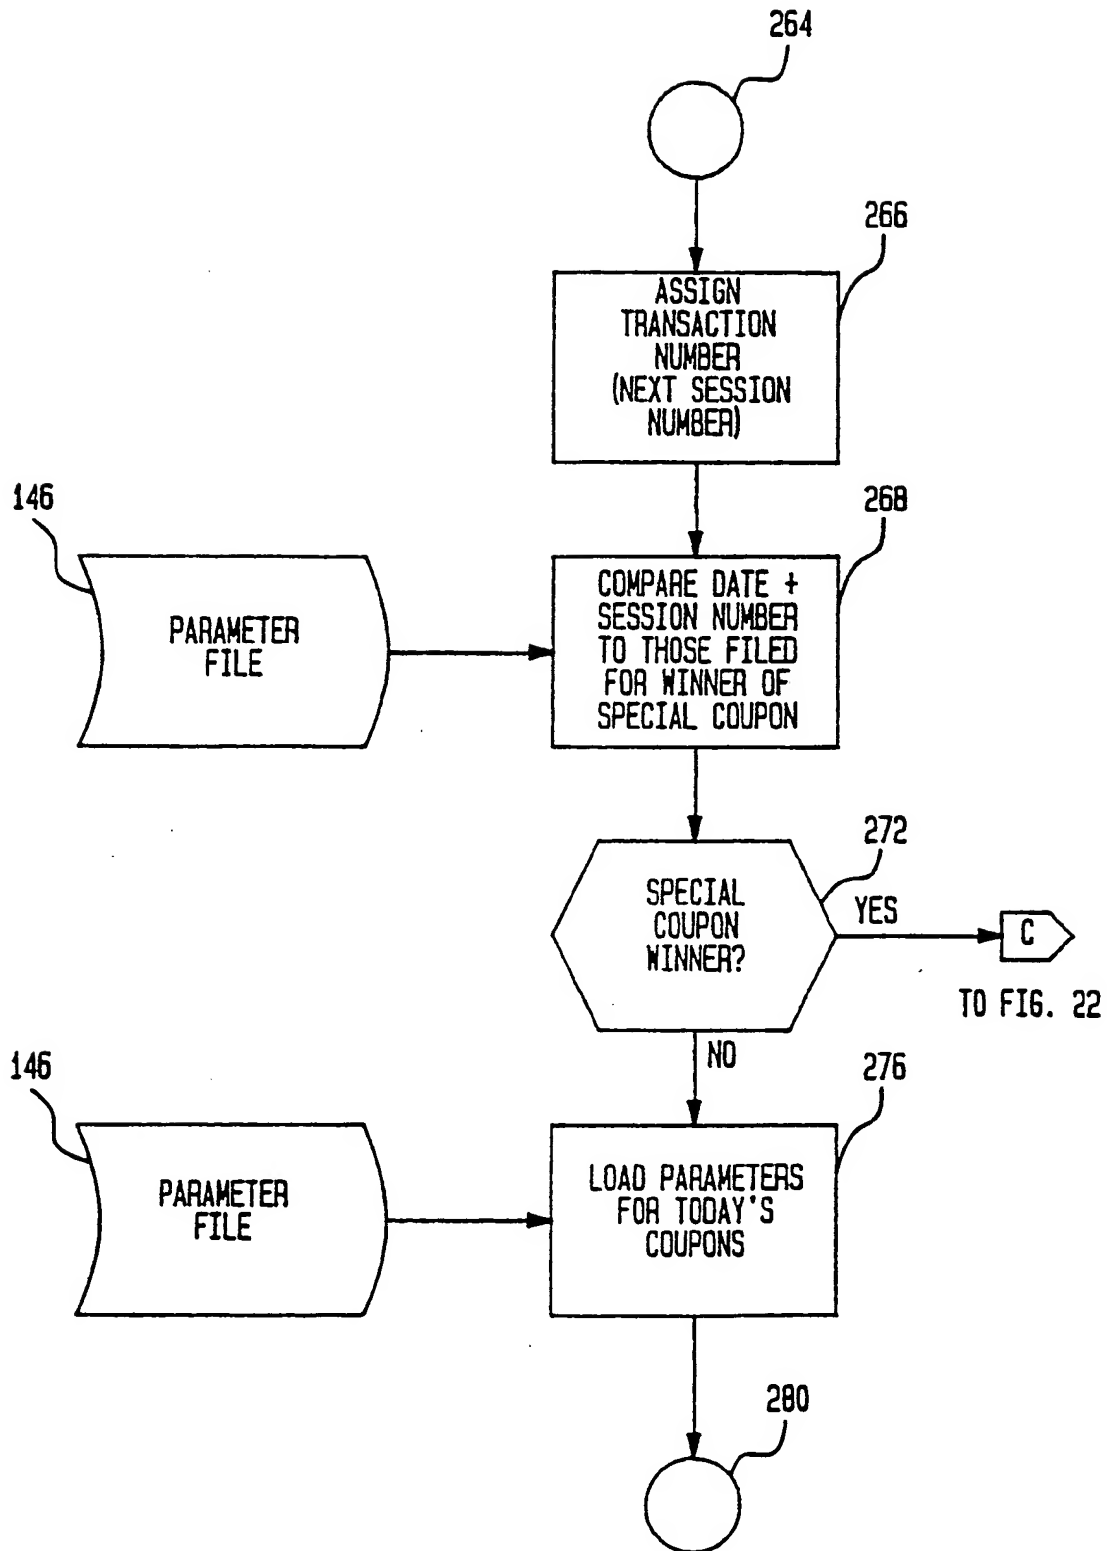 264
266
ASSIGN
TRANSACTION
NUMBER
(NEXT SESSION
NUMBER)
146
268
PARAMETER
FILE
COMPARE DATE +
SESSION NUMBER
TO THOSE FILED
FOR WINNER OF
SPECIAL COUPON
272
SPECIAL
COUPON
WINNER?
YES
C
TO FIG. 22
NO
146
276
PARAMETER
FILE
LOAD PARAMETERS
FOR TODAY'S
COUPONS
280